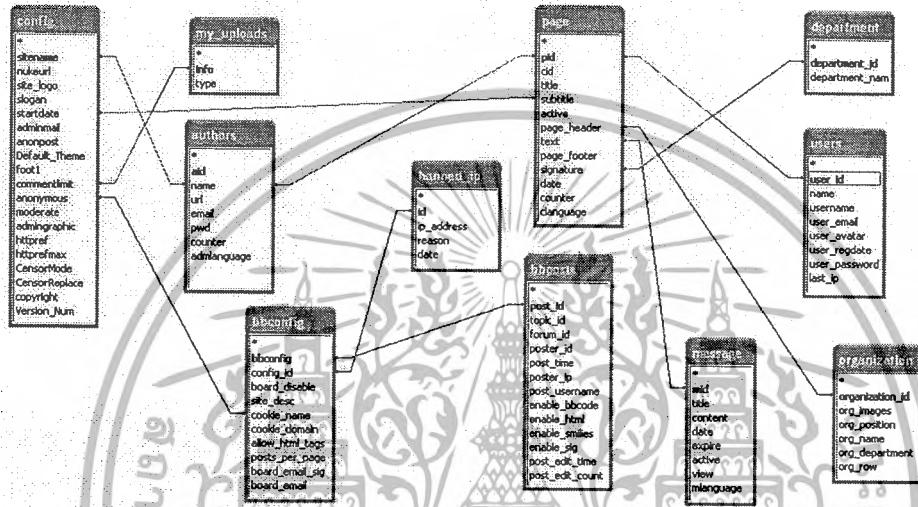 config
*
sitename
nukeurl
site_logo
slogan
startdate
adminmail
anonpost
Default_Theme
foot1
commentlimit
anonymous
moderate
admingraphic
httpref
httprefmax
CensorMode
CensorReplace
copyright
Version_Num
my_uploads
*
info
type
authors
*
aid
name
url
email
pwd
counter
admlanguage
bbconfig
*
bbconfig
config_id
board_disable
site_desc
cookie_name
cookie_domain
allow_html_tags
posts_per_page
board_email_sig
board_email
banned_ip
*
id
ip_address
reason
date
page
*
pid
cid
title
subtitle
active
page_header
text
page_footer
signature
date
counter
clanguage
bbposts
*
post_id
topic_id
forum_id
poster_id
post_time
poster_ip
post_username
enable_bbcode
enable_html
enable_smilies
enable_sig
post_edit_time
post_edit_count
message
*
mid
title
content
date
expire
active
view
mlanguage
department
*
department_id
department_nam
users
*
user_id
name
username
user_email
user_avatar
user_regdate
user_password
last_ip
organization
*
organization_id
org_images
org_position
org_name
org_department
org_row